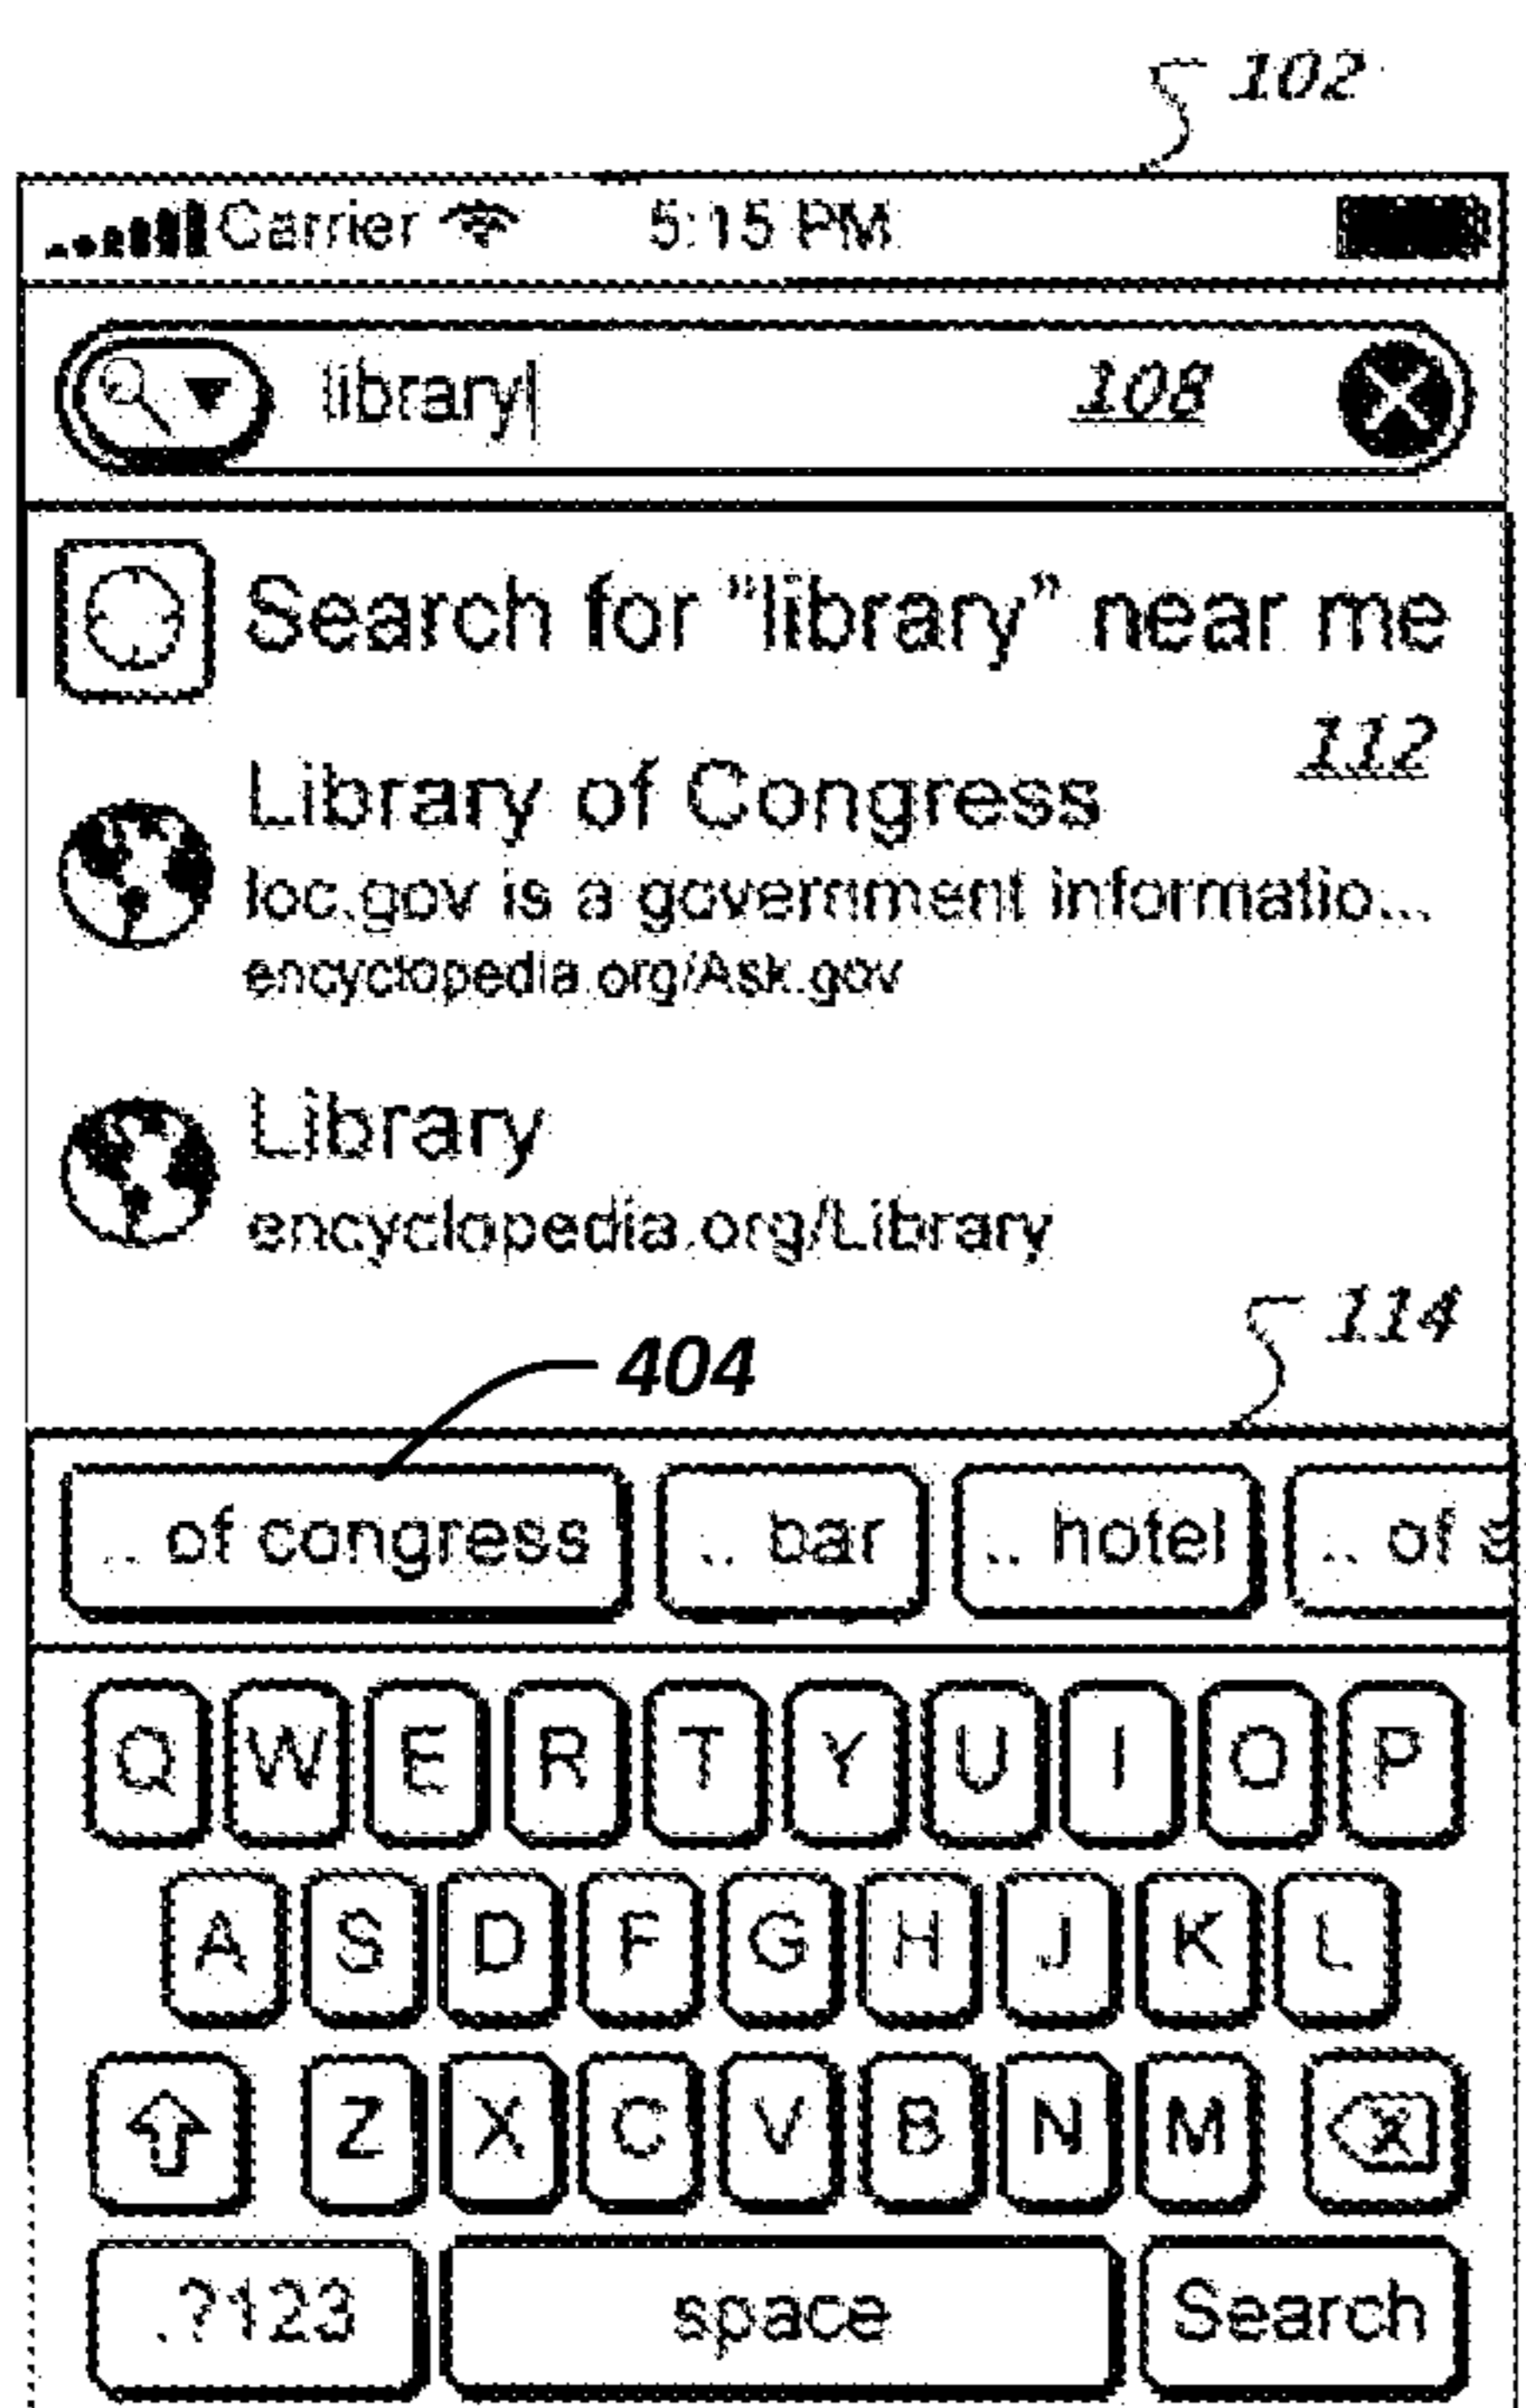 102
Carrier 5:15 PM
library 108
Search for “library” near me
112
Library of Congress
loc.gov is a government informatio...
encyclopedia.org/Ask.gov
Library
encyclopedia.org/Library
114
404
.. of congress .. bar .. hotel .. of a
Q W E R T Y U I O P
A S D F G H J K L
Z X C V B N M
.?123 space Search